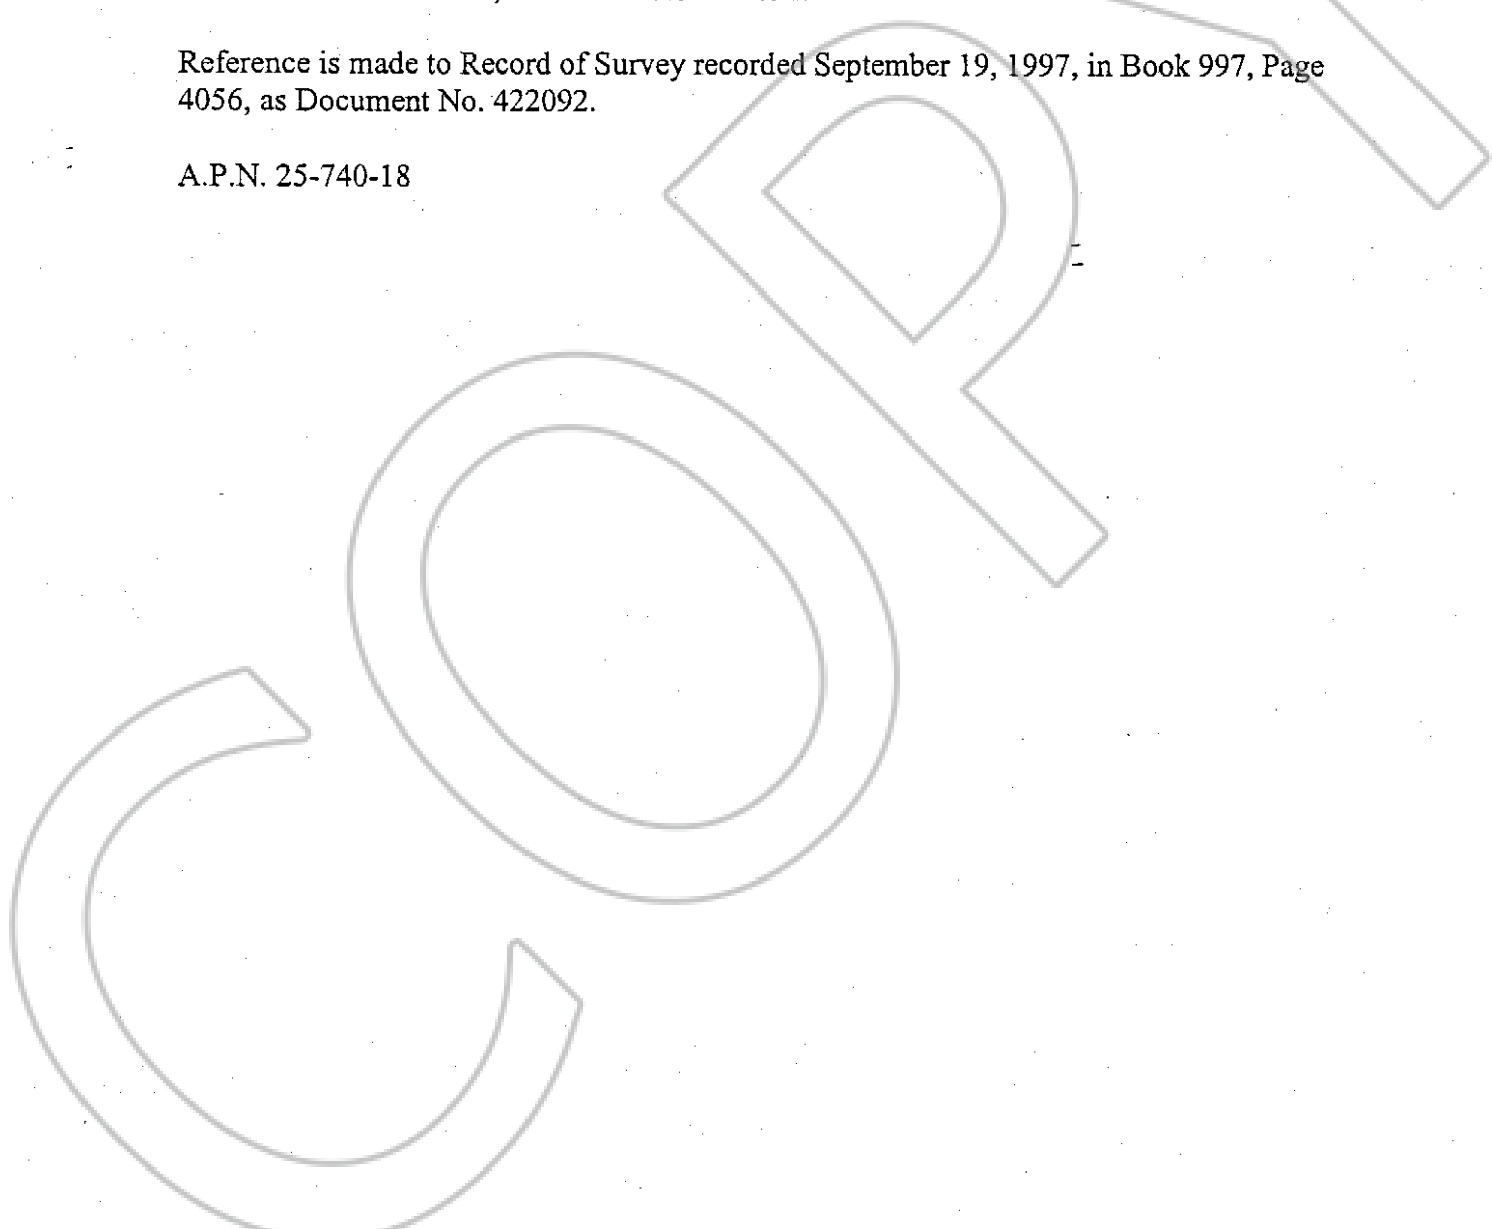 Reference is made to Record of Survey recorded September 19, 1997, in Book 997, Page
4056, as Document No. 422092.
A.P.N. 25-740-18
COPY